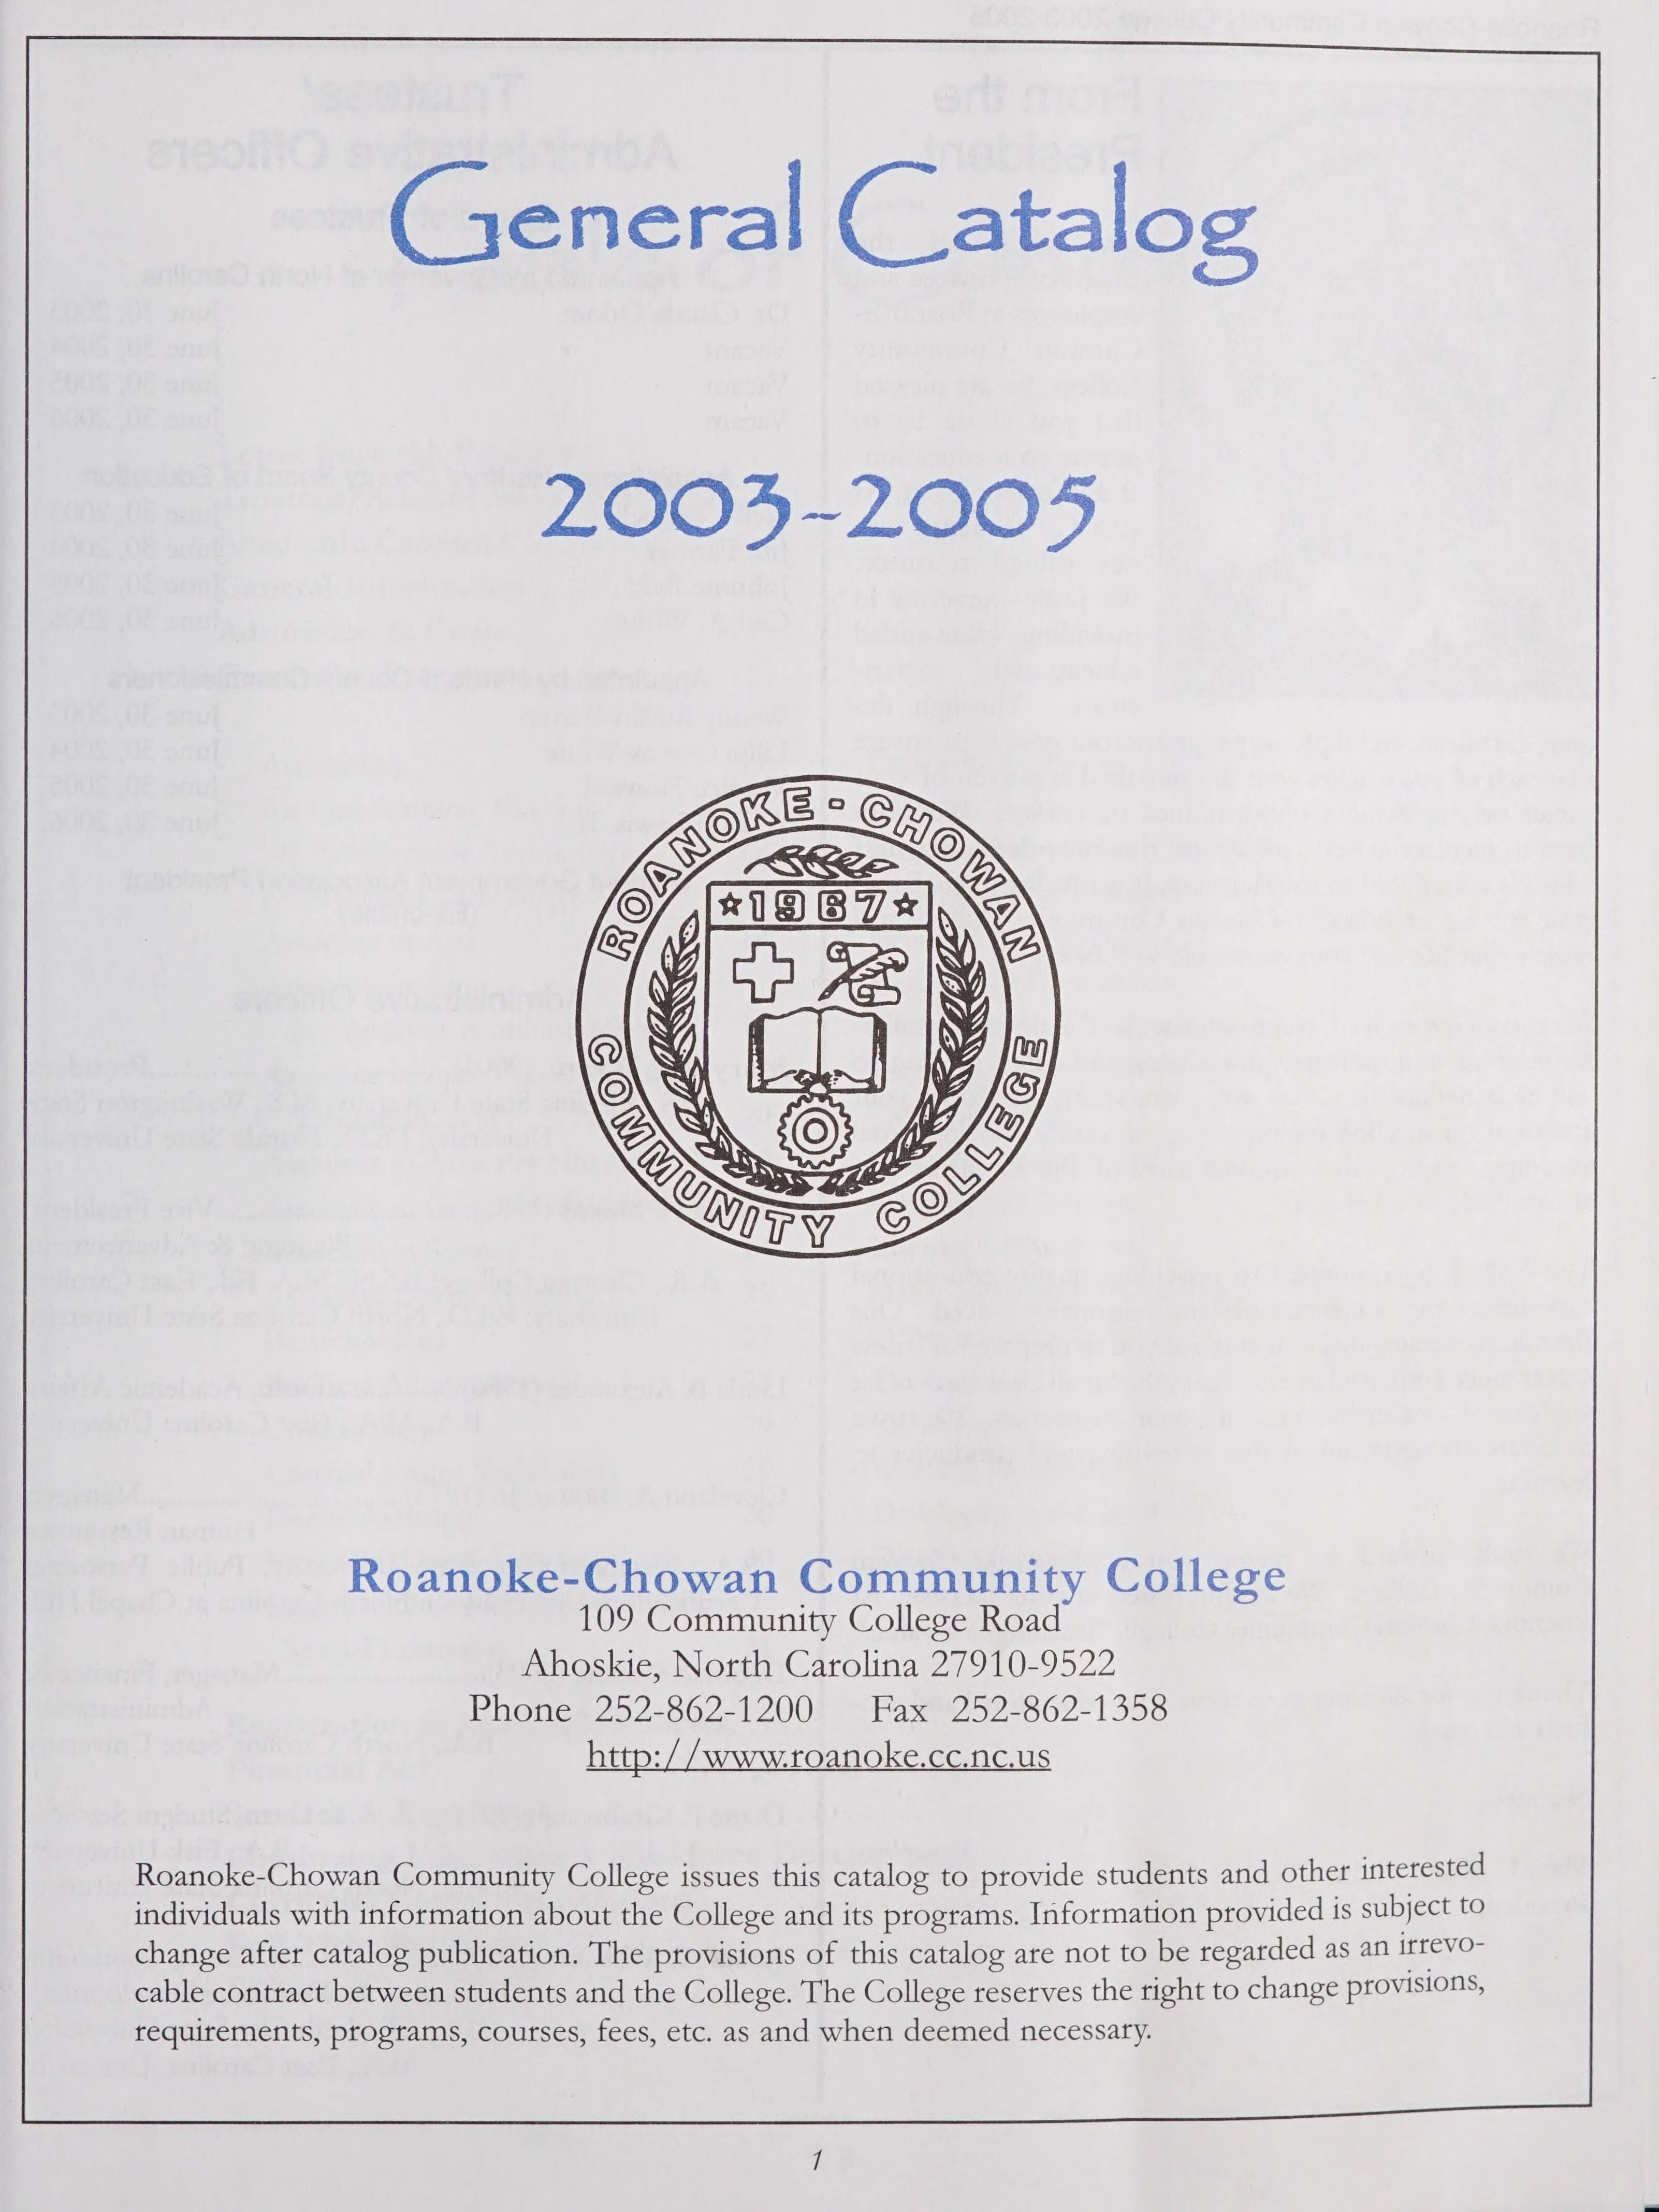 General Catalog
2003-2005
ROANOKE-CHOWAN
1967
COMMUNITY COLLEGE
Roanoke-Chowan Community College
109 Community College Road
Ahoskie, North Carolina 27910-9522
Phone 252-862-1200 Fax 252-862-1358
http://www.roanoke.cc.nc.us
Roanoke-Chowan Community College issues this catalog to provide students and other interested
individuals with information about the College and its programs. Information provided is subject to
change after catalog publication. The provisions of this catalog are not to be regarded as an irrevo-
cable contract between students and the College. The College reserves the right to change provisions,
requirements, programs, courses, fees, etc. as and when deemed necessary.
1